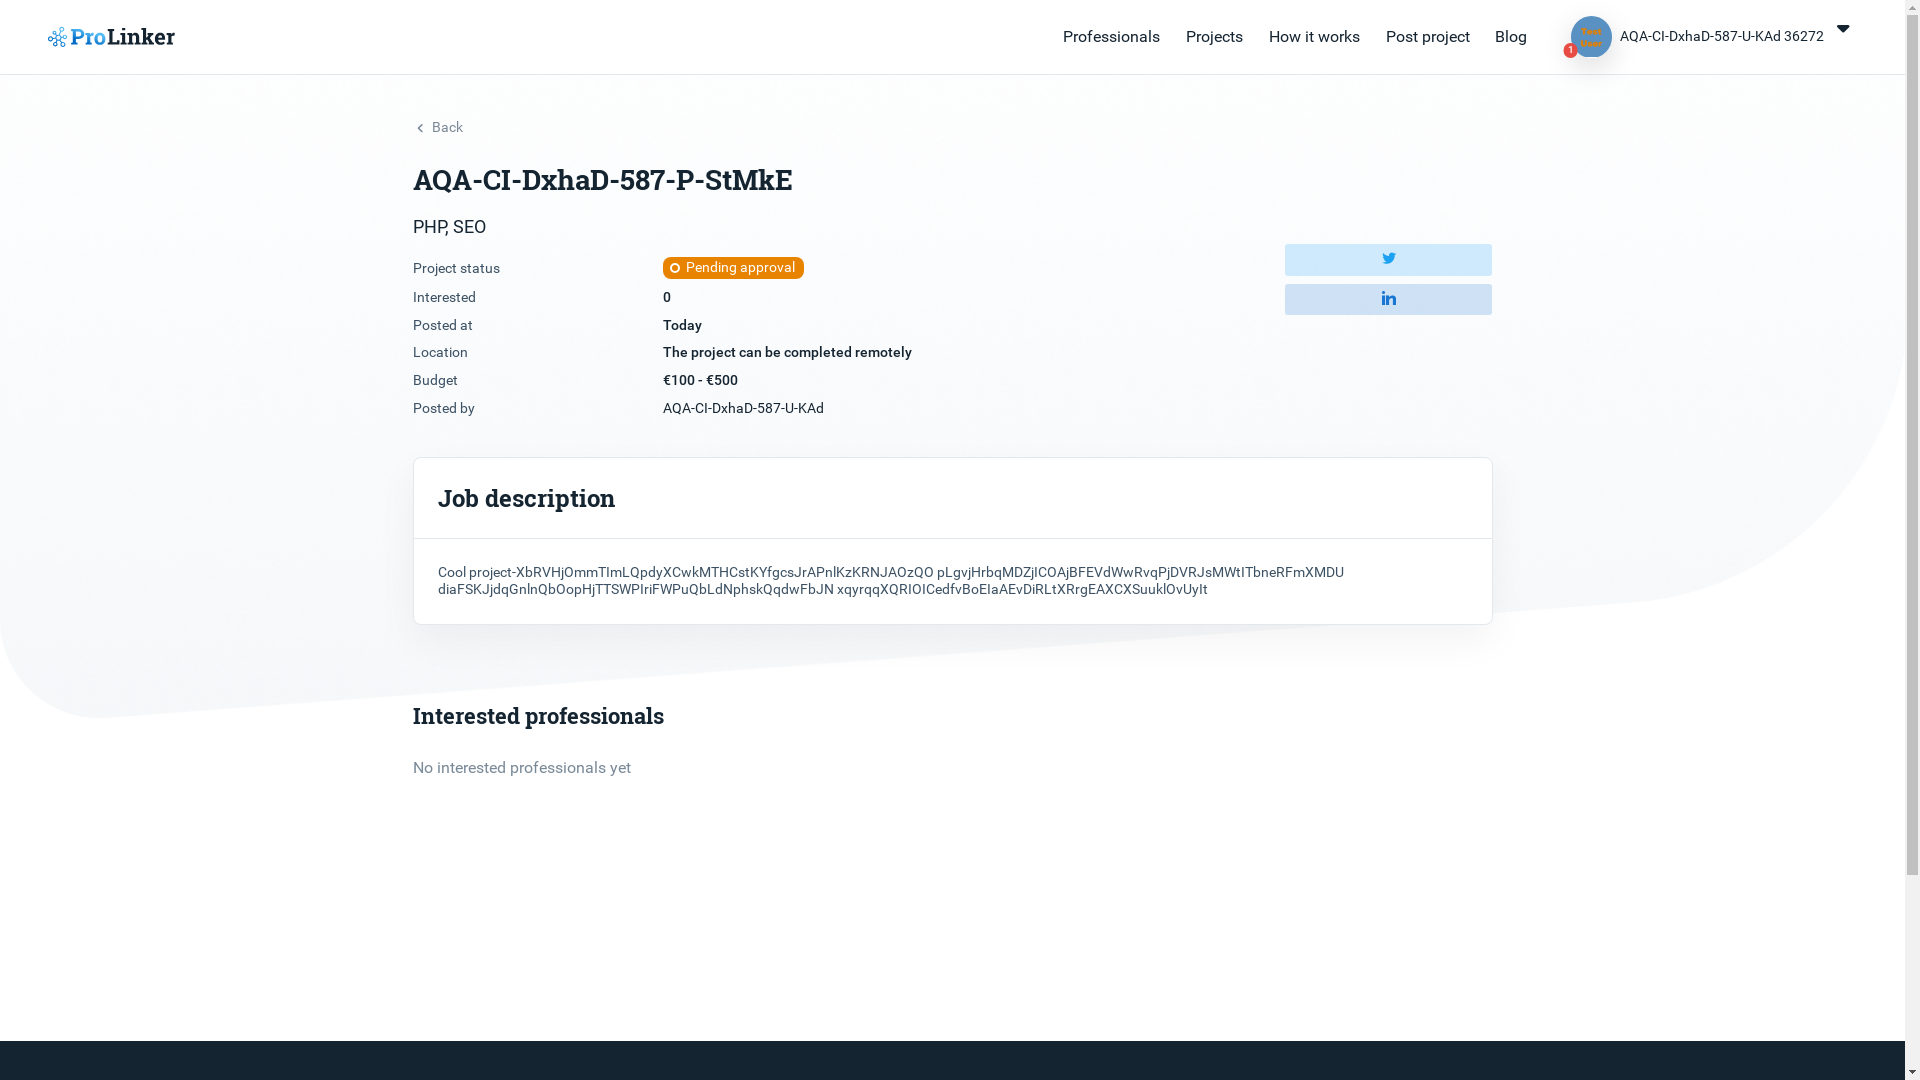 ProLinker
Professionals
Projects
How it works
Post project
Blog
Test
User
1
AQA-CI-DxhaD-587-U-KAd 36272
Back
AQA-CI-DxhaD-587-P-StMkE
PHP, SEO
Project status
Pending approval
Interested
0
Posted at
Today
Location
The project can be completed remotely
Budget
€100 - €500
Posted by
AQA-CI-DxhaD-587-U-KAd
Job description
Cool project-XbRVHjOmmTImLQpdyXCwkMTHCstKYfgcsJrAPnlKzKRNJAOzQO pLgvjHrbqMDZjICOAjBFEVdWwRvqPjDVRJsMWtITbneRFmXMDU
diaFSKJjdqGnlnQbOopHjTTSWPIriFWPuQbLdNphskQqdwFbJN xqyrqqXQRIOICedfvBoEIaAEvDiRLtXRrgEAXCXSuuklOvUyIt
Interested professionals
No interested professionals yet